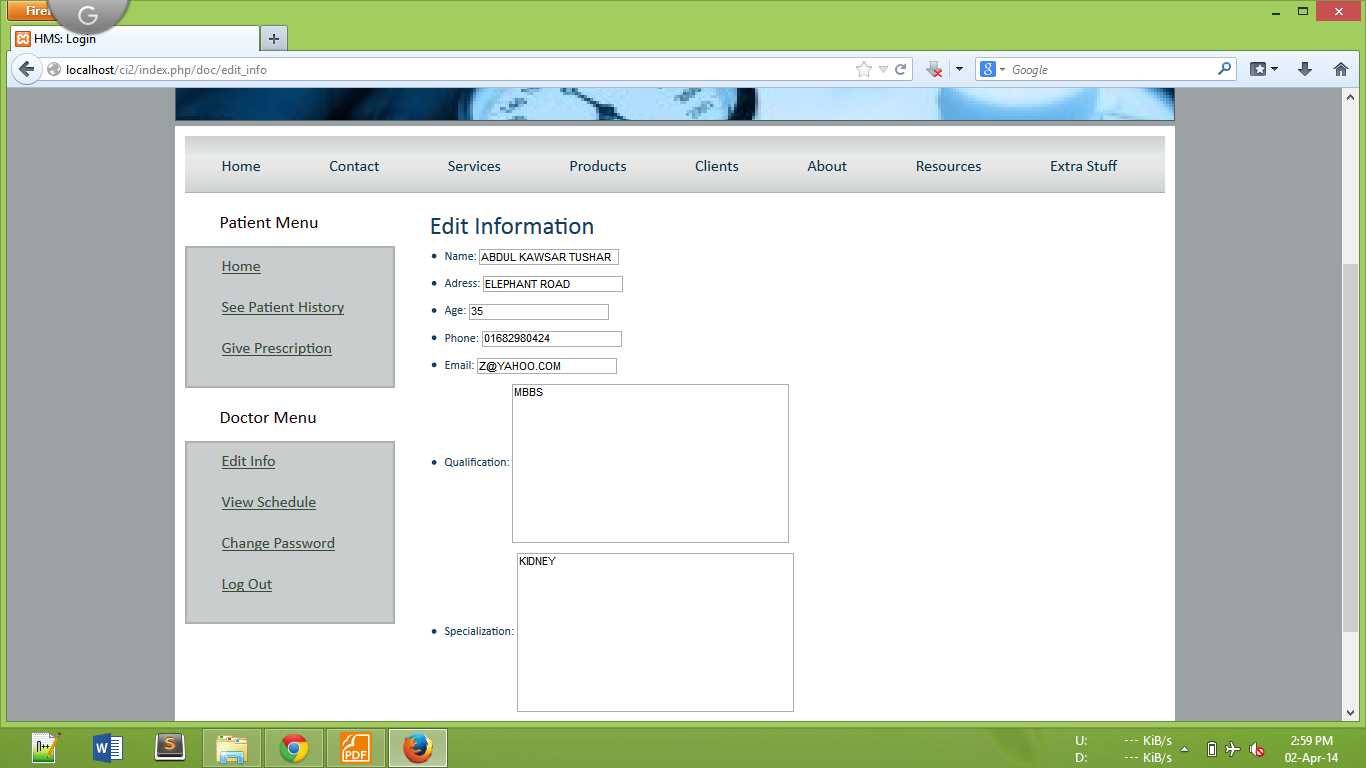 Firef
G
HMS: Login
localhost/ci2/index.php/doc/edit_info
Google
Home Contact Services Products Clients About Resources Extra Stuff
Patient Menu
Home
See Patient History
Give Prescription
Doctor Menu
Edit Info
View Schedule
Change Password
Log Out
Edit Information
Name: ABDUL KAWSAR TUSHAR
Adress: ELEPHANT ROAD
Age: 35
Phone: 01682980424
Email: Z@YAHOO.COM
Qualification: MBBS
Specialization: KIDNEY
PDF
U: --- KiB/s
D: --- KiB/s
2:59 PM
02-Apr-14